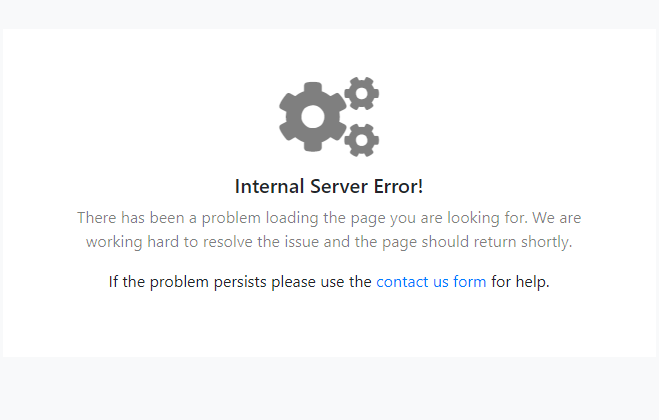 Internal Server Error!
There has been a problem loading the page you are looking for. We are
working hard to resolve the issue and the page should return shortly.
If the problem persists please use the contact us form for help.